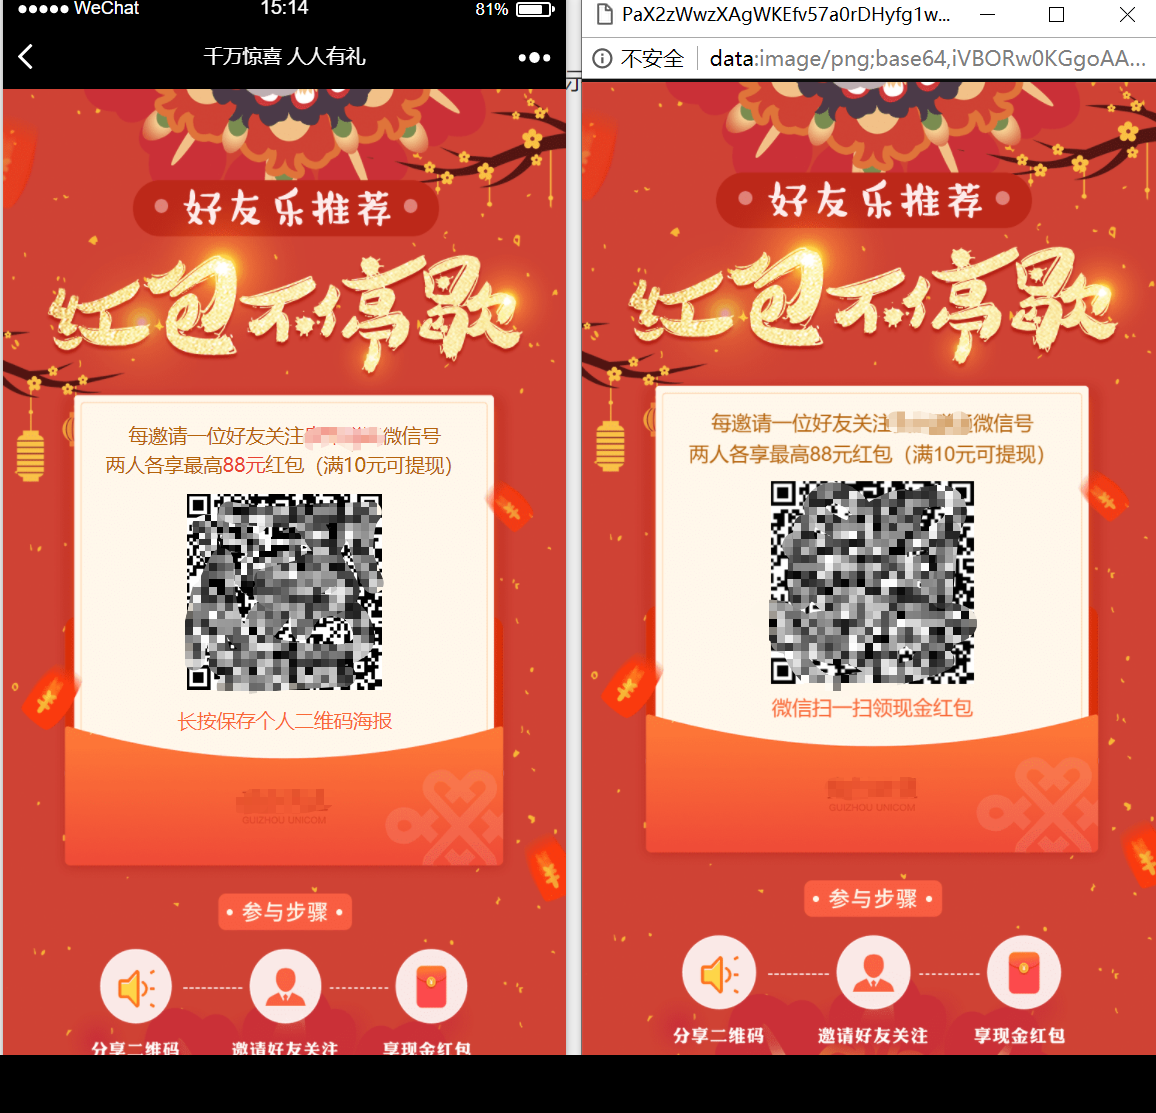 WeChat
15:14
81%
千万惊喜 人人有礼
好友乐推荐
红包不停歇
每邀请一位好友关注
微信号
两人各享最高88元红包（满10元可提现）
长按保存个人二维码海报
GUIZHOU UNICOM
• 参与步骤 •
分享二维码
邀请好友关注
享现金红包
PaX2zWwzXAgWKEfv57a0rDHyfg1w...
不安全
data:image/png;base64,iVBORw0KGgoAA...
示
好友乐推荐
红包不停歇
每邀请一位好友关注
微信号
两人各享最高88元红包（满10元可提现）
微信扫一扫领现金红包
GUIZHOU UNICOM
• 参与步骤 •
分享二维码
邀请好友关注
享现金红包